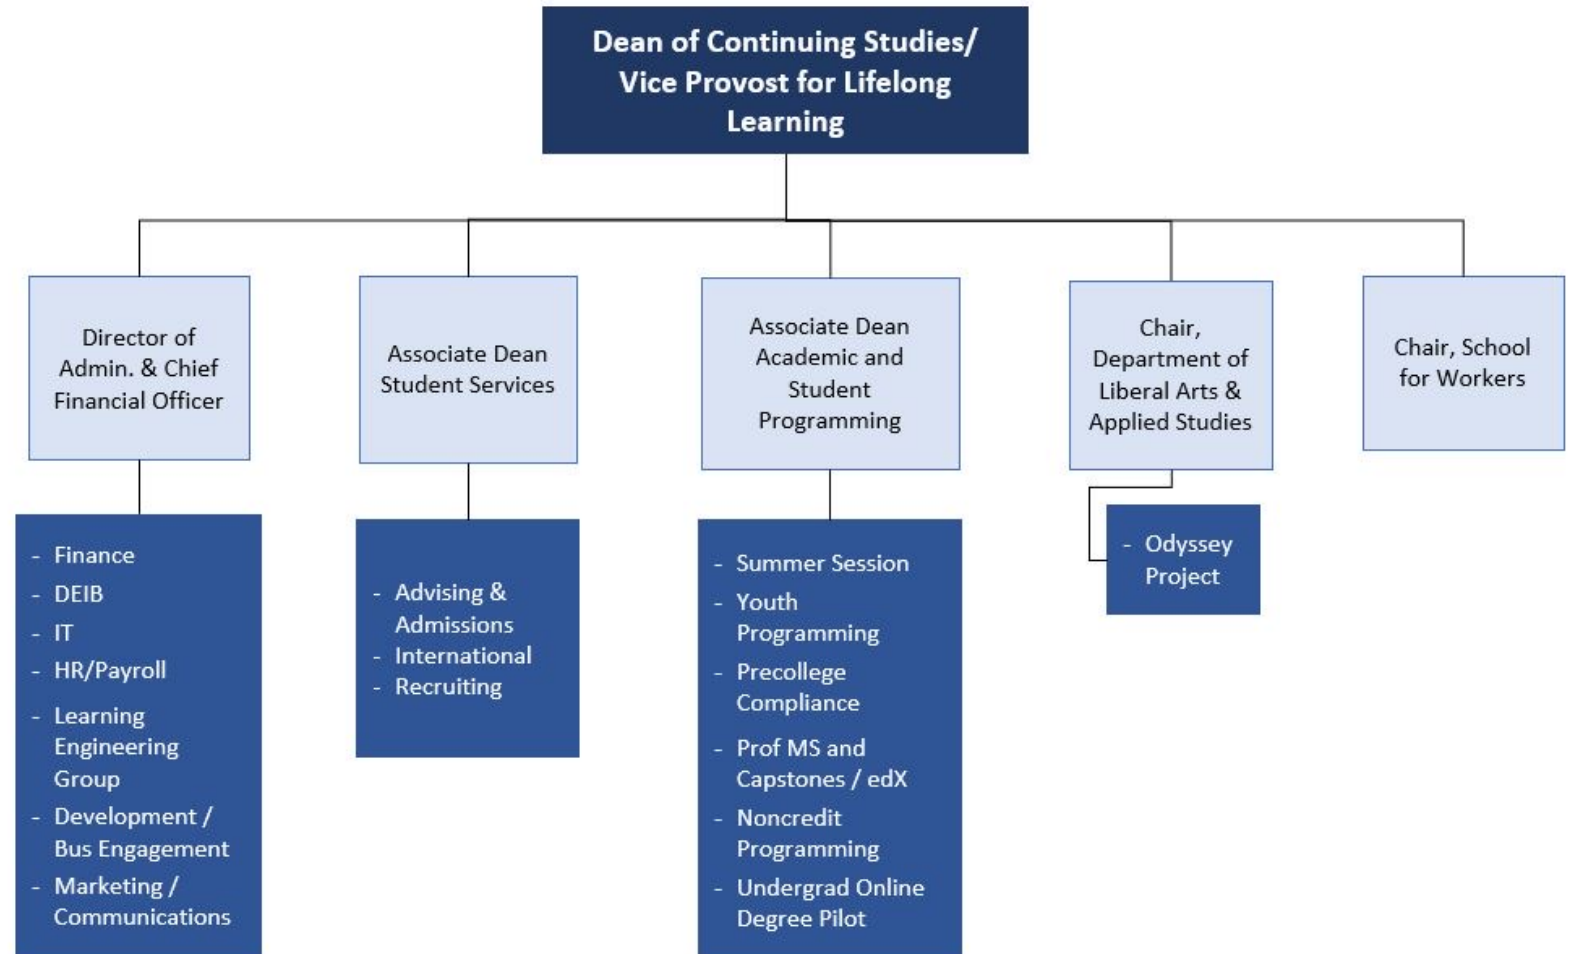 Dean of Continuing Studies/
Vice Provost for Lifelong
Learning
Director of
Admin. & Chief
Financial Officer
Associate Dean
Student Services
Associate Dean
Academic and
Student
Programming
Chair,
Department of
Liberal Arts &
Applied Studies
Chair, School
for Workers
- Finance
- DEIB
- IT
- HR/Payroll
- Learning
Engineering
Group
- Development /
Bus Engagement
- Marketing /
Communications
- Advising &
Admissions
- International
- Recruiting
- Summer Session
- Youth
Programming
- Precollege
Compliance
- Prof MS and
Capstones / edX
- Noncredit
Programming
- Undergrad Online
Degree Pilot
- Odyssey
Project